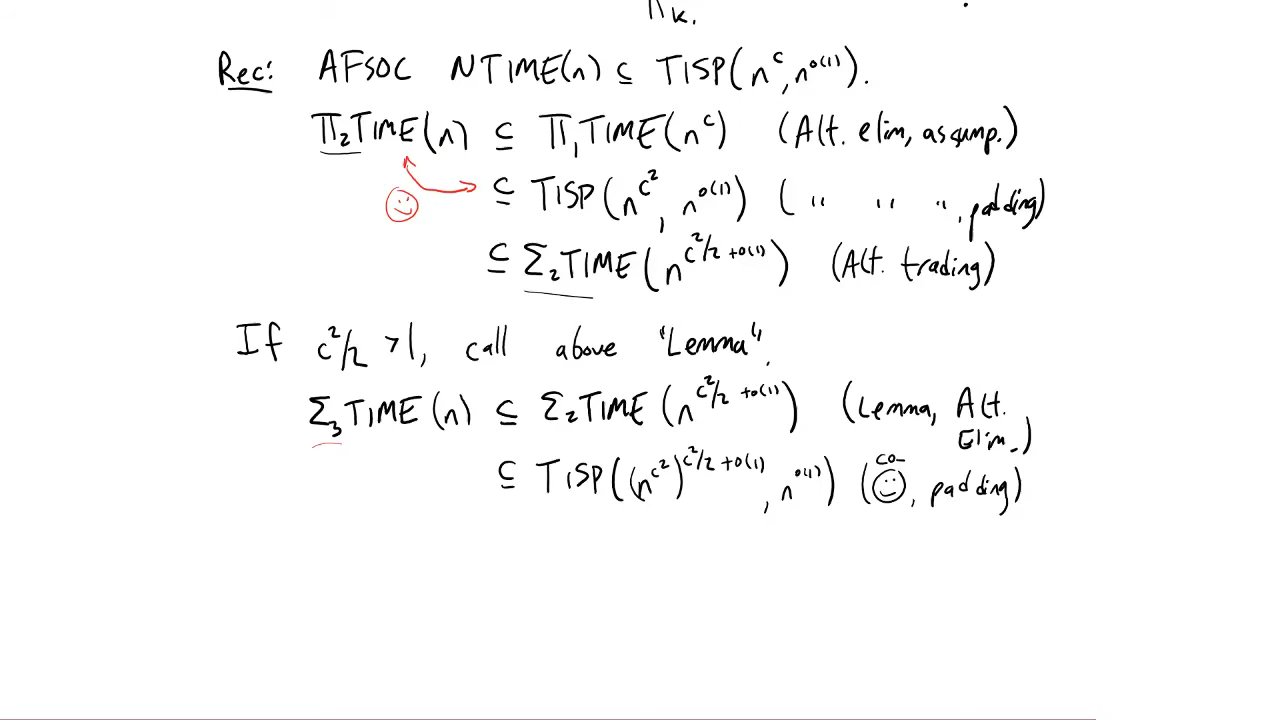 Π_k.
Rec: AFSOC NTIME(n) ⊆ TISP(n^c, n^{o(1)}).
Π₂TIME(n) ⊆ Π₁TIME(n^c) (Alt. elim, assump.)
⊆ TISP(n^{c²}, n^{o(1)}) ( " " ", padding)
⊆ Σ₂TIME(n^{c²/2 + o(1)}) (Alt. trading)
If c²/2 > 1, call above "Lemma".
Σ₃TIME(n) ⊆ Σ₂TIME(n^{c²/2 + o(1)}) (Lemma, Alt. Elim.)
⊆ TISP((n^{c²})^{c²/2 + o(1)}, n^{o(1)}) (co-☺, padding)